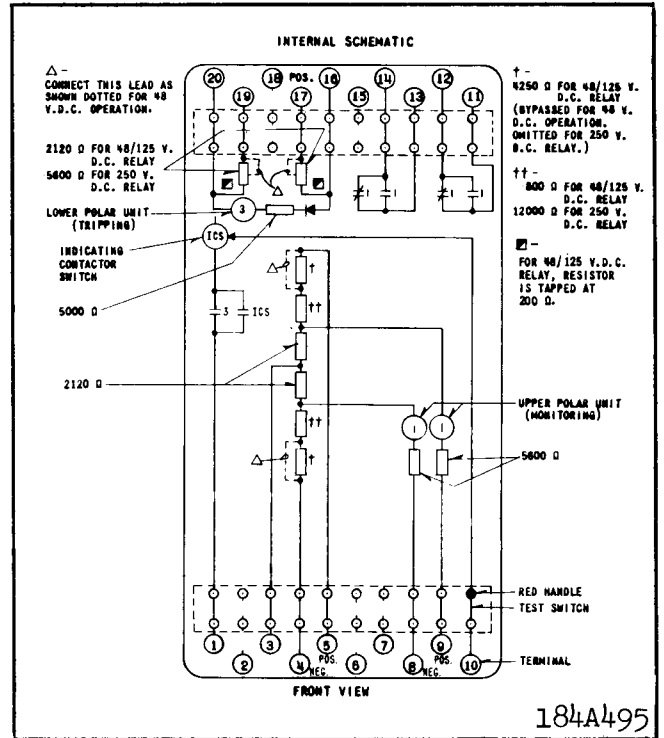 INTERNAL SCHEMATIC
△ -
CONNECT THIS LEAD AS
SHOWN DOTTED FOR 48
V.D.C. OPERATION.
2120 Ω FOR 48/125 V.
D.C. RELAY
5600 Ω FOR 250 V.
D.C. RELAY
LOWER POLAR UNIT
(TRIPPING)
INDICATING
CONTACTOR
SWITCH
5000 Ω
2120 Ω
20
18
POS.
16
14
12
19
17
15
13
11
† -
4250 Ω FOR 48/125 V.
D.C. RELAY
(BYPASSED FOR 48 V.
D.C. OPERATION.
OMITTED FOR 250 V.
D.C. RELAY.)
†† -
800 Ω FOR 48/125 V.
D.C. RELAY
12000 Ω FOR 250 V.
D.C. RELAY
-
FOR 48/125 V.D.C.
RELAY, RESISTOR
IS TAPPED AT
200 Ω.
△
1
1
1
1
3
ICS
3
ICS
△
†
††
††
†
△
1
1
UPPER POLAR UNIT
(MONITORING)
5600 Ω
RED HANDLE
TEST SWITCH
TERMINAL
1
3
5
7
9
2
4
6
8
10
POS.
NEG.
POS.
NEG.
FRONT VIEW
184A495